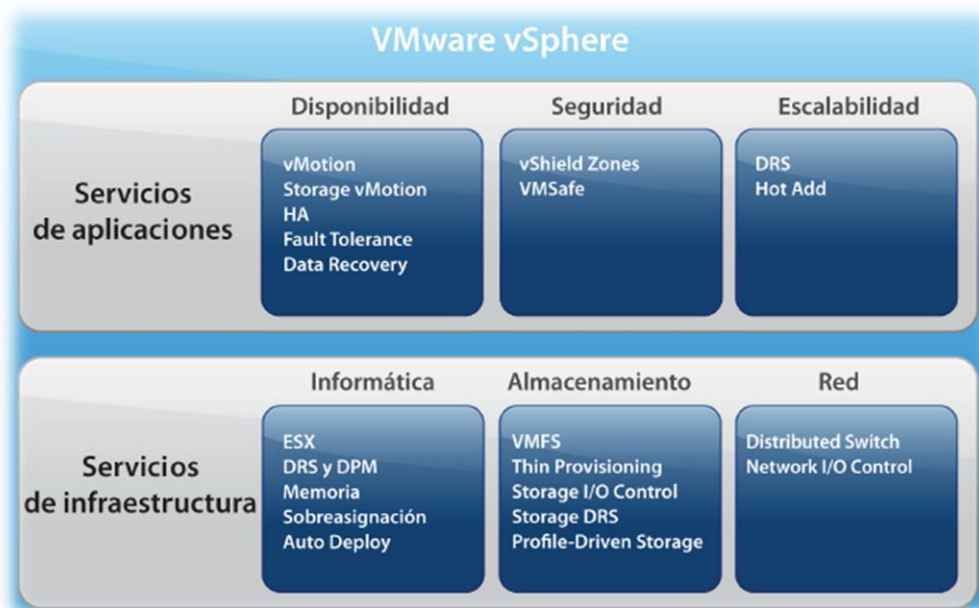 VMware vSphere
Disponibilidad
Seguridad
Escalabilidad
Servicios
de aplicaciones
vMotion
Storage vMotion
HA
Fault Tolerance
Data Recovery
vShield Zones
VMSafe
DRS
Hot Add
Informática
Almacenamiento
Red
Servicios
de infraestructura
ESX
DRS y DPM
Memoria
Sobreasignación
Auto Deploy
VMFS
Thin Provisioning
Storage I/O Control
Storage DRS
Profile-Driven Storage
Distributed Switch
Network I/O Control